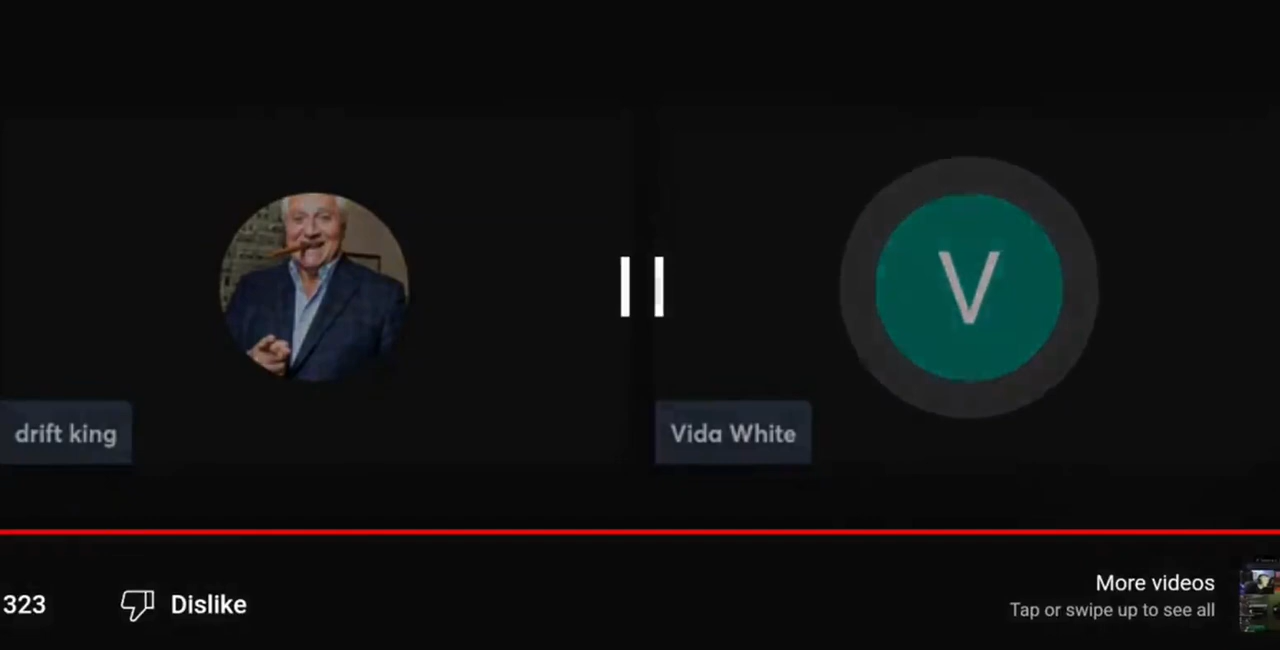 V
drift king
Vida White
323
Dislike
More videos
Tap or swipe up to see all